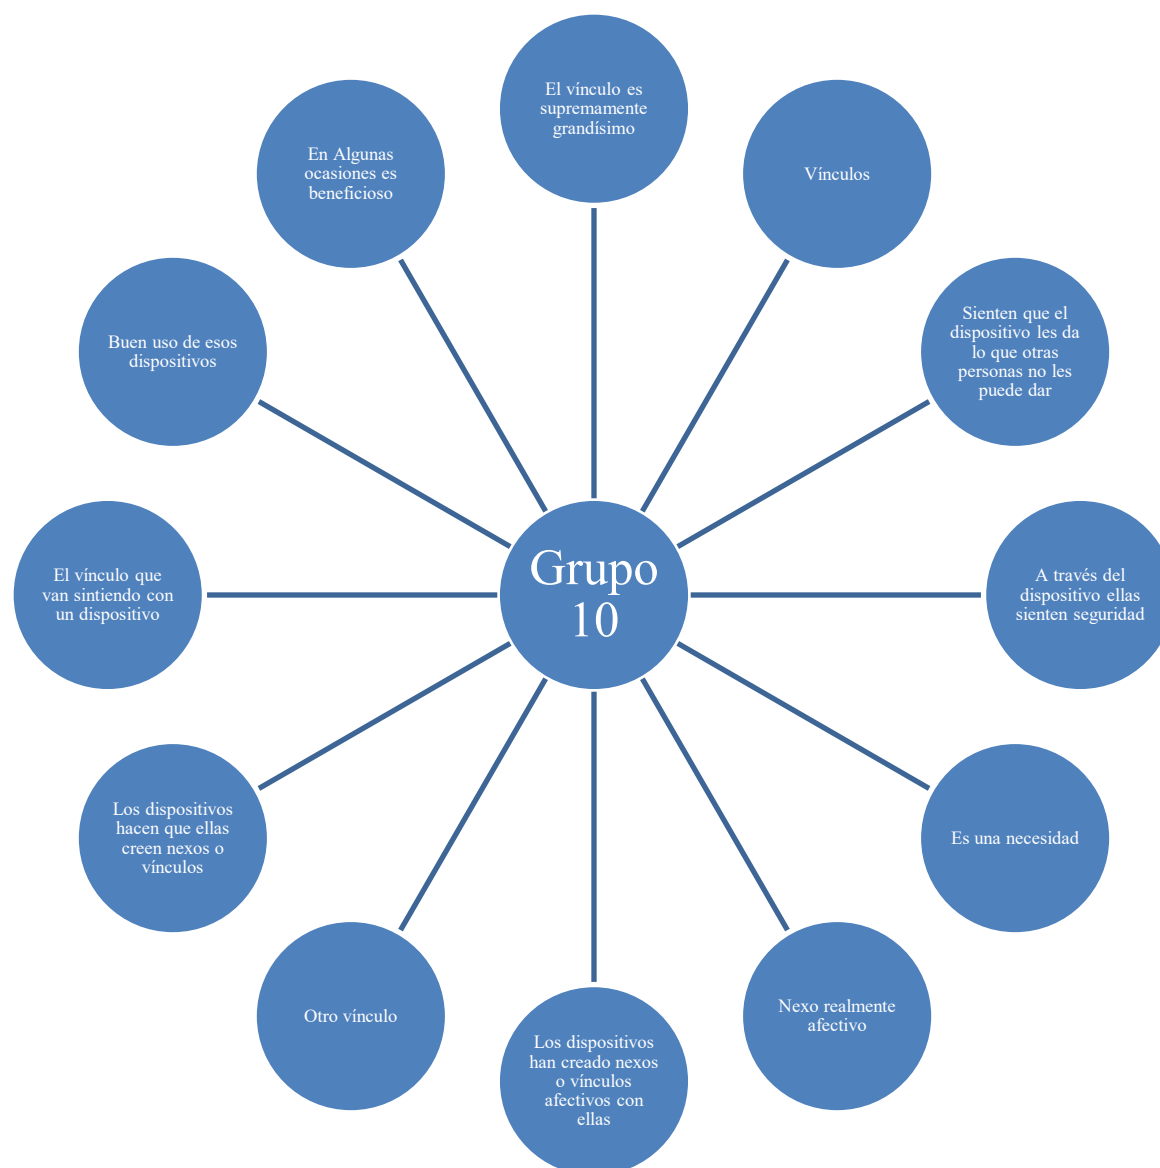 El vínculo es
supremamente
grandísimo
Vínculos
Sienten que el
dispositivo les da
lo que otras
personas no les
puede dar
A través del
dispositivo ellas
sienten seguridad
Es una necesidad
Nexo realmente
afectivo
Los dispositivos
han creado nexos
o vínculos
afectivos con
ellas
Otro vínculo
Los dispositivos
hacen que ellas
creen nexos o
vínculos
El vínculo que
van sintiendo con
un dispositivo
Buen uso de esos
dispositivos
En Algunas
ocasiones es
beneficioso
Grupo
10